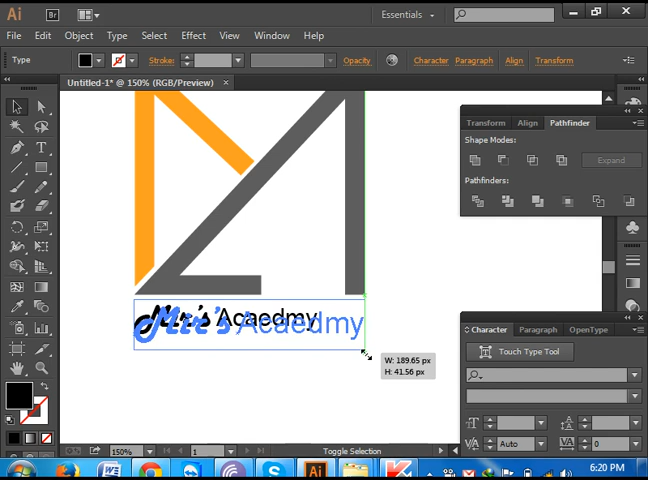 Ai Br Essentials
File Edit Object Type Select Effect View Window Help
Type Stroke: Opacity Character Paragraph Align Transform
Untitled-1* @ 150% (RGB/Preview) ×
Transform Align Pathfinder
Shape Modes:
Expand
Pathfinders:
Mr's Acaedmy
Mr's Acaedmy
W: 189.65 px
H: 41.56 px
Character Paragraph OpenType
Touch Type Tool
Auto 0
150% 1 Toggle Selection
6:20 PM